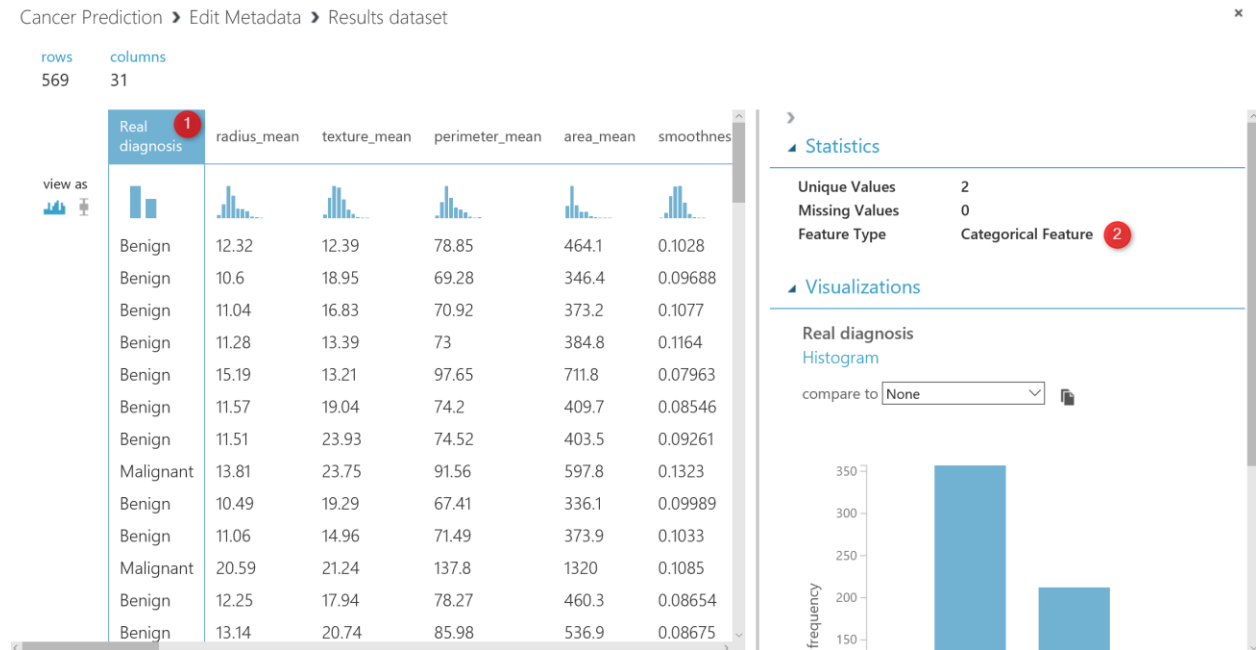 Cancer Prediction › Edit Metadata › Results dataset
rows columns
569 31
Real diagnosis 1 radius_mean texture_mean perimeter_mean area_mean smoothnes
view as
Benign 12.32 12.39 78.85 464.1 0.1028
Benign 10.6 18.95 69.28 346.4 0.09688
Benign 11.04 16.83 70.92 373.2 0.1077
Benign 11.28 13.39 73 384.8 0.1164
Benign 15.19 13.21 97.65 711.8 0.07963
Benign 11.57 19.04 74.2 409.7 0.08546
Benign 11.51 23.93 74.52 403.5 0.09261
Malignant 13.81 23.75 91.56 597.8 0.1323
Benign 10.49 19.29 67.41 336.1 0.09989
Benign 11.06 14.96 71.49 373.9 0.1033
Malignant 20.59 21.24 137.8 1320 0.1085
Benign 12.25 17.94 78.27 460.3 0.08654
Benign 13.14 20.74 85.98 536.9 0.08675
Statistics
Unique Values 2
Missing Values 0
Feature Type Categorical Feature 2
Visualizations
Real diagnosis
Histogram
compare to None
350
300
250
200
150
frequency